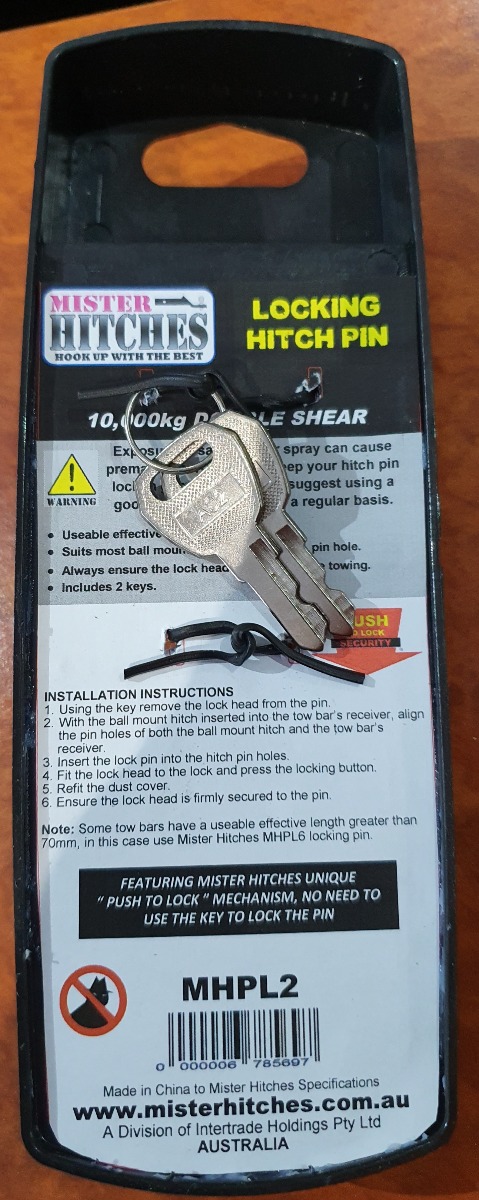 MISTER
HITCHES
HOOK UP WITH THE BEST
LOCKING
HITCH PIN
10,000kg SHEAR
WARNING
spray can cause
your hitch pin
suggest using a
a regular basis.
• Useable effective
• Suits most ball pin hole.
• Always ensure the lock head towing.
• Includes 2 keys.
TO LOCK
SECURITY
INSTALLATION INSTRUCTIONS
1. Using the key remove the lock head from the pin.
2. With the ball mount hitch inserted into the tow bar's receiver, align
the pin holes of both the ball mount hitch and the tow bar's
receiver.
3. Insert the lock pin into the hitch pin holes.
4. Fit the lock head to the lock and press the locking button.
5. Refit the dust cover.
6. Ensure the lock head is firmly secured to the pin.
Note: Some tow bars have a useable effective length greater than
70mm, in this case use Mister Hitches MHPL6 locking pin.
FEATURING MISTER HITCHES UNIQUE
" PUSH TO LOCK " MECHANISM, NO NEED TO
USE THE KEY TO LOCK THE PIN
MHPL2
0 000006 785697
Made in China to Mister Hitches Specifications
www.misterhitches.com.au
A Division of Intertrade Holdings Pty Ltd
AUSTRALIA